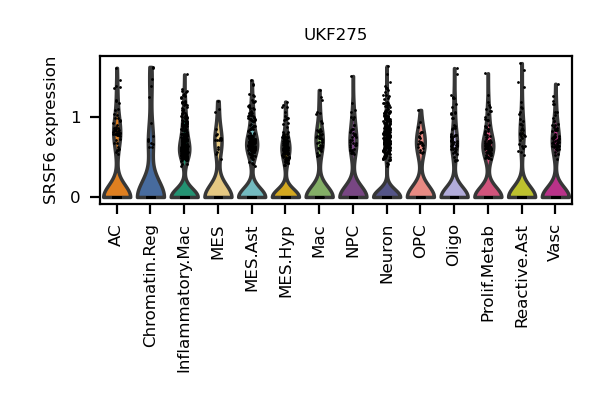 UKF275
SRSF6 expression
1
0
AC
Chromatin.Reg
Inflammatory.Mac
MES
MES.Ast
MES.Hyp
Mac
NPC
Neuron
OPC
Oligo
Prolif.Metab
Reactive.Ast
Vasc